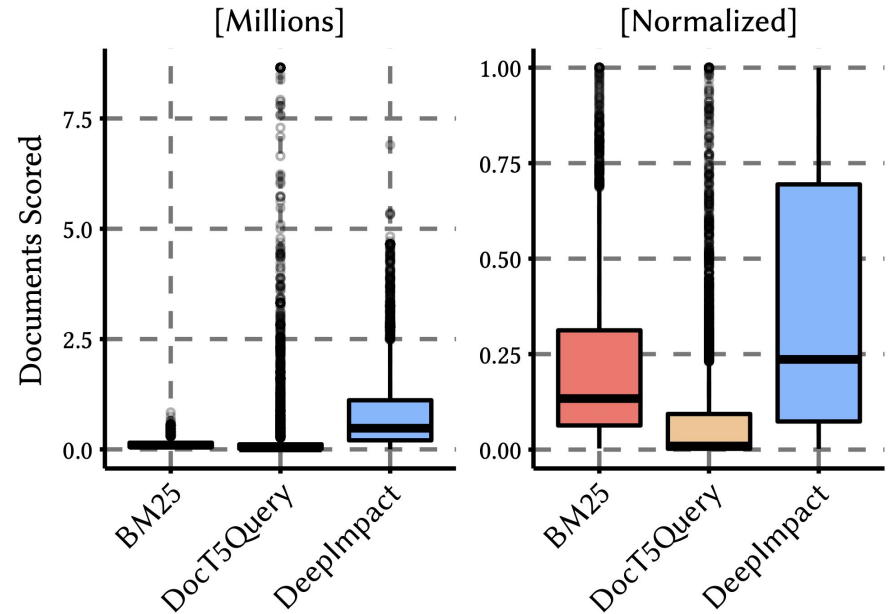 [Millions]
Documents Scored
7.5
5.0
2.5
0.0
BM25
DocT5Query
DeepImpact
[Normalized]
1.00
0.75
0.50
0.25
0.00
BM25
DocT5Query
DeepImpact